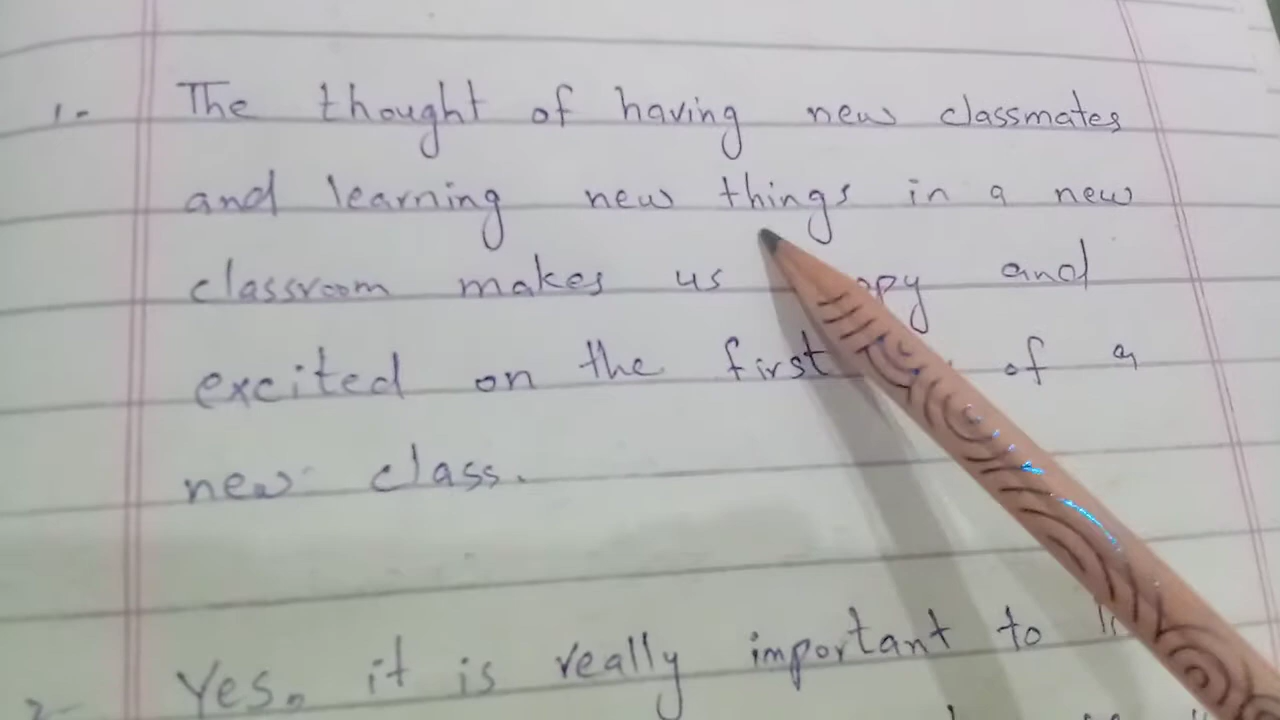 1- The thought of having new classmates
and learning new things in a new
classroom makes us and
excited on the first of a
new class.
2- Yes. it is really important to